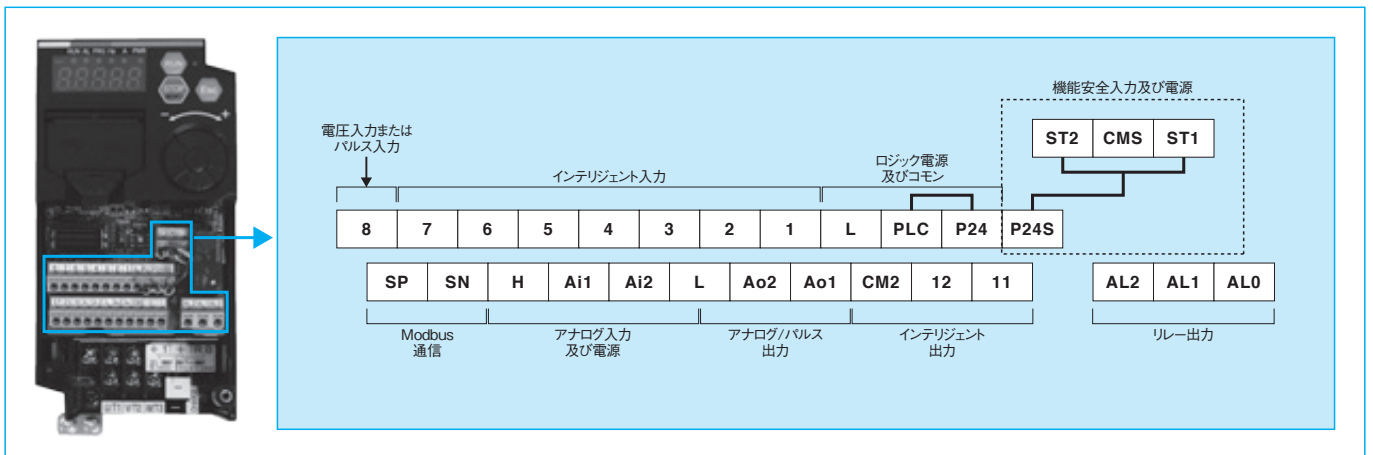 RUN
STOP
ESC
機能安全入力及び電源
ST2 CMS ST1
電圧入力または
パルス入力
インテリジェント入力
ロジック電源
及びコモン
8 7 6 5 4 3 2 1 L PLC P24 P24S
SP SN H Ai1 Ai2 L Ao2 Ao1 CM2 12 11
AL2 AL1 AL0
Modbus
通信
アナログ入力
及び電源
アナログ/パルス
出力
インテリジェント
出力
リレー出力